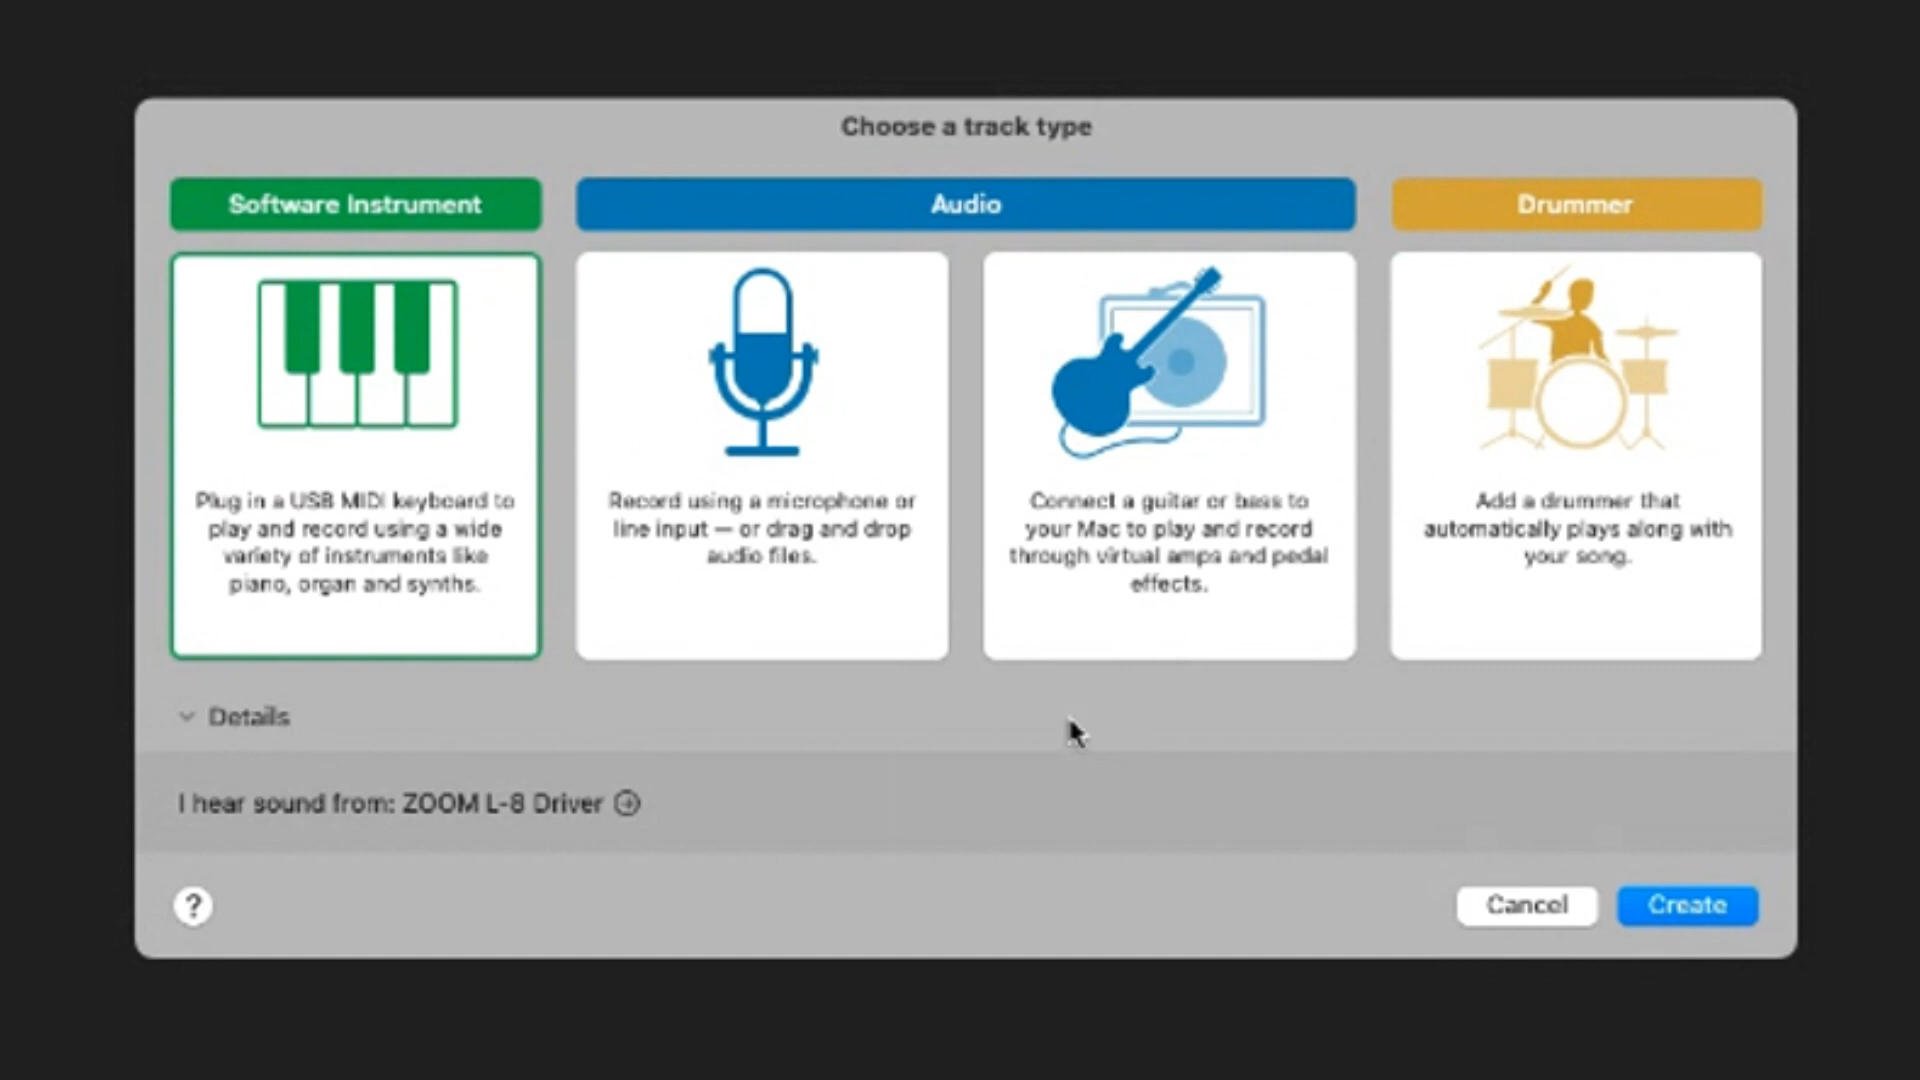 Choose a track type
Software Instrument
Audio
Drummer
Plug in a USB MIDI keyboard to
play and record using a wide
variety of instruments like
piano, organ and synths.
Record using a microphone or
line input — or drag and drop
audio files.
Connect a guitar or bass to
your Mac to play and record
through virtual amps and pedal
effects.
Add a drummer that
automatically plays along with
your song.
Details
I hear sound from: ZOOM L-8 Driver
?
Cancel
Create